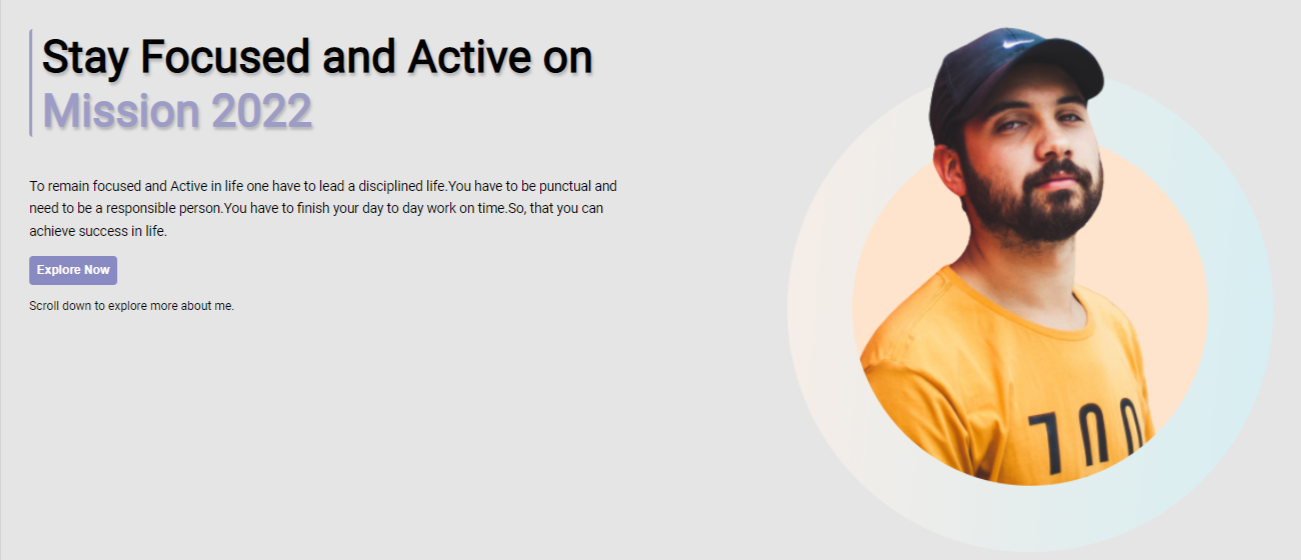 Stay Focused and Active on
Mission 2022
To remain focused and Active in life one have to lead a disciplined life.You have to be punctual and
need to be a responsible person.You have to finish your day to day work on time.So, that you can
achieve success in life.
Explore Now
Scroll down to explore more about me.